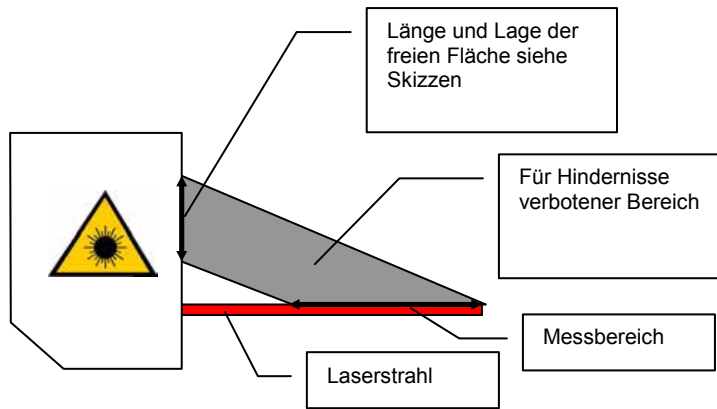 Länge und Lage der
freien Fläche siehe
Skizzen
Für Hindernisse
verbotener Bereich
Messbereich
Laserstrahl